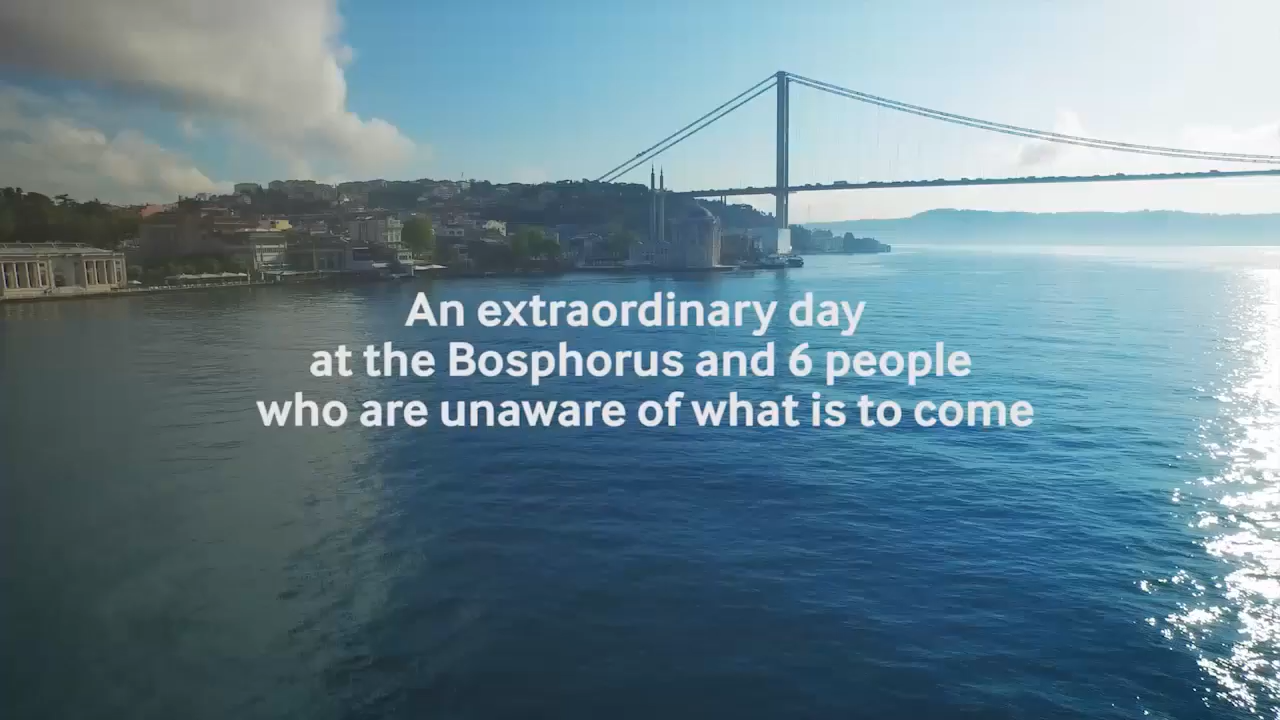 An extraordinary day
at the Bosphorus and 6 people
who are unaware of what is to come